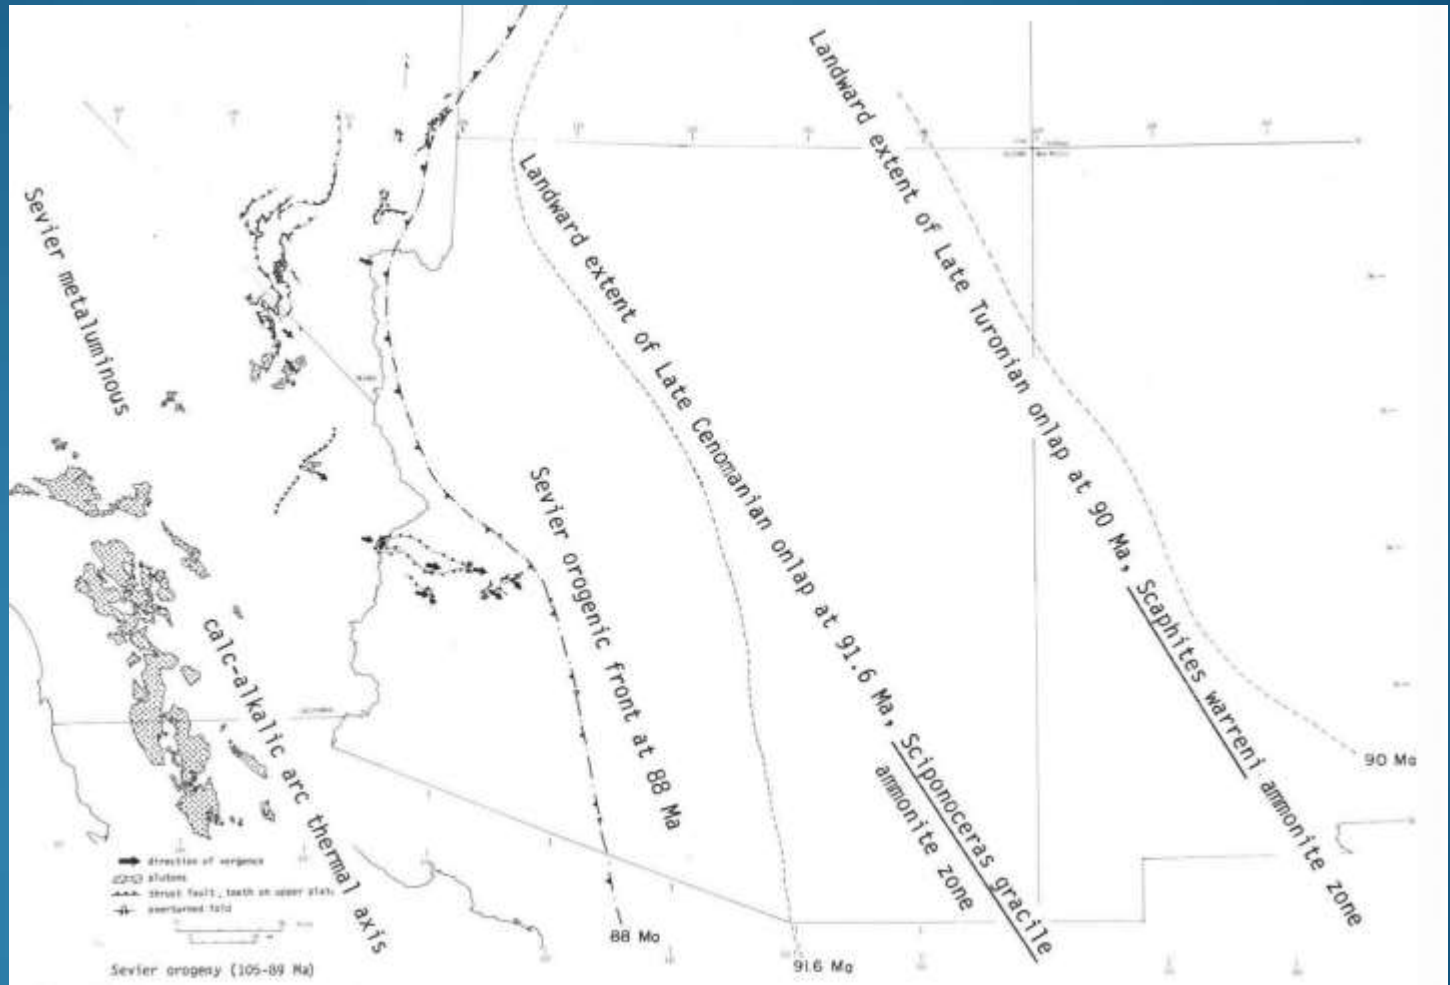 Landward extent of Late Turonian onlap at 90 Ma, Scaphites warreni ammonite zone
Landward extent of Late Cenomanian onlap at 91.6 Ma, Sciponoceras gracile
ammonite zone
Sevier metaluminous
calc-alkalic arc thermal axis
Sevier orogenic front at 88 Ma
90 Ma
88 Ma
91.6 Ma
direction of vergence
plutons
thrust fault, teeth on upper plate
overturned fold
Sevier orogeny (105-89 Ma)